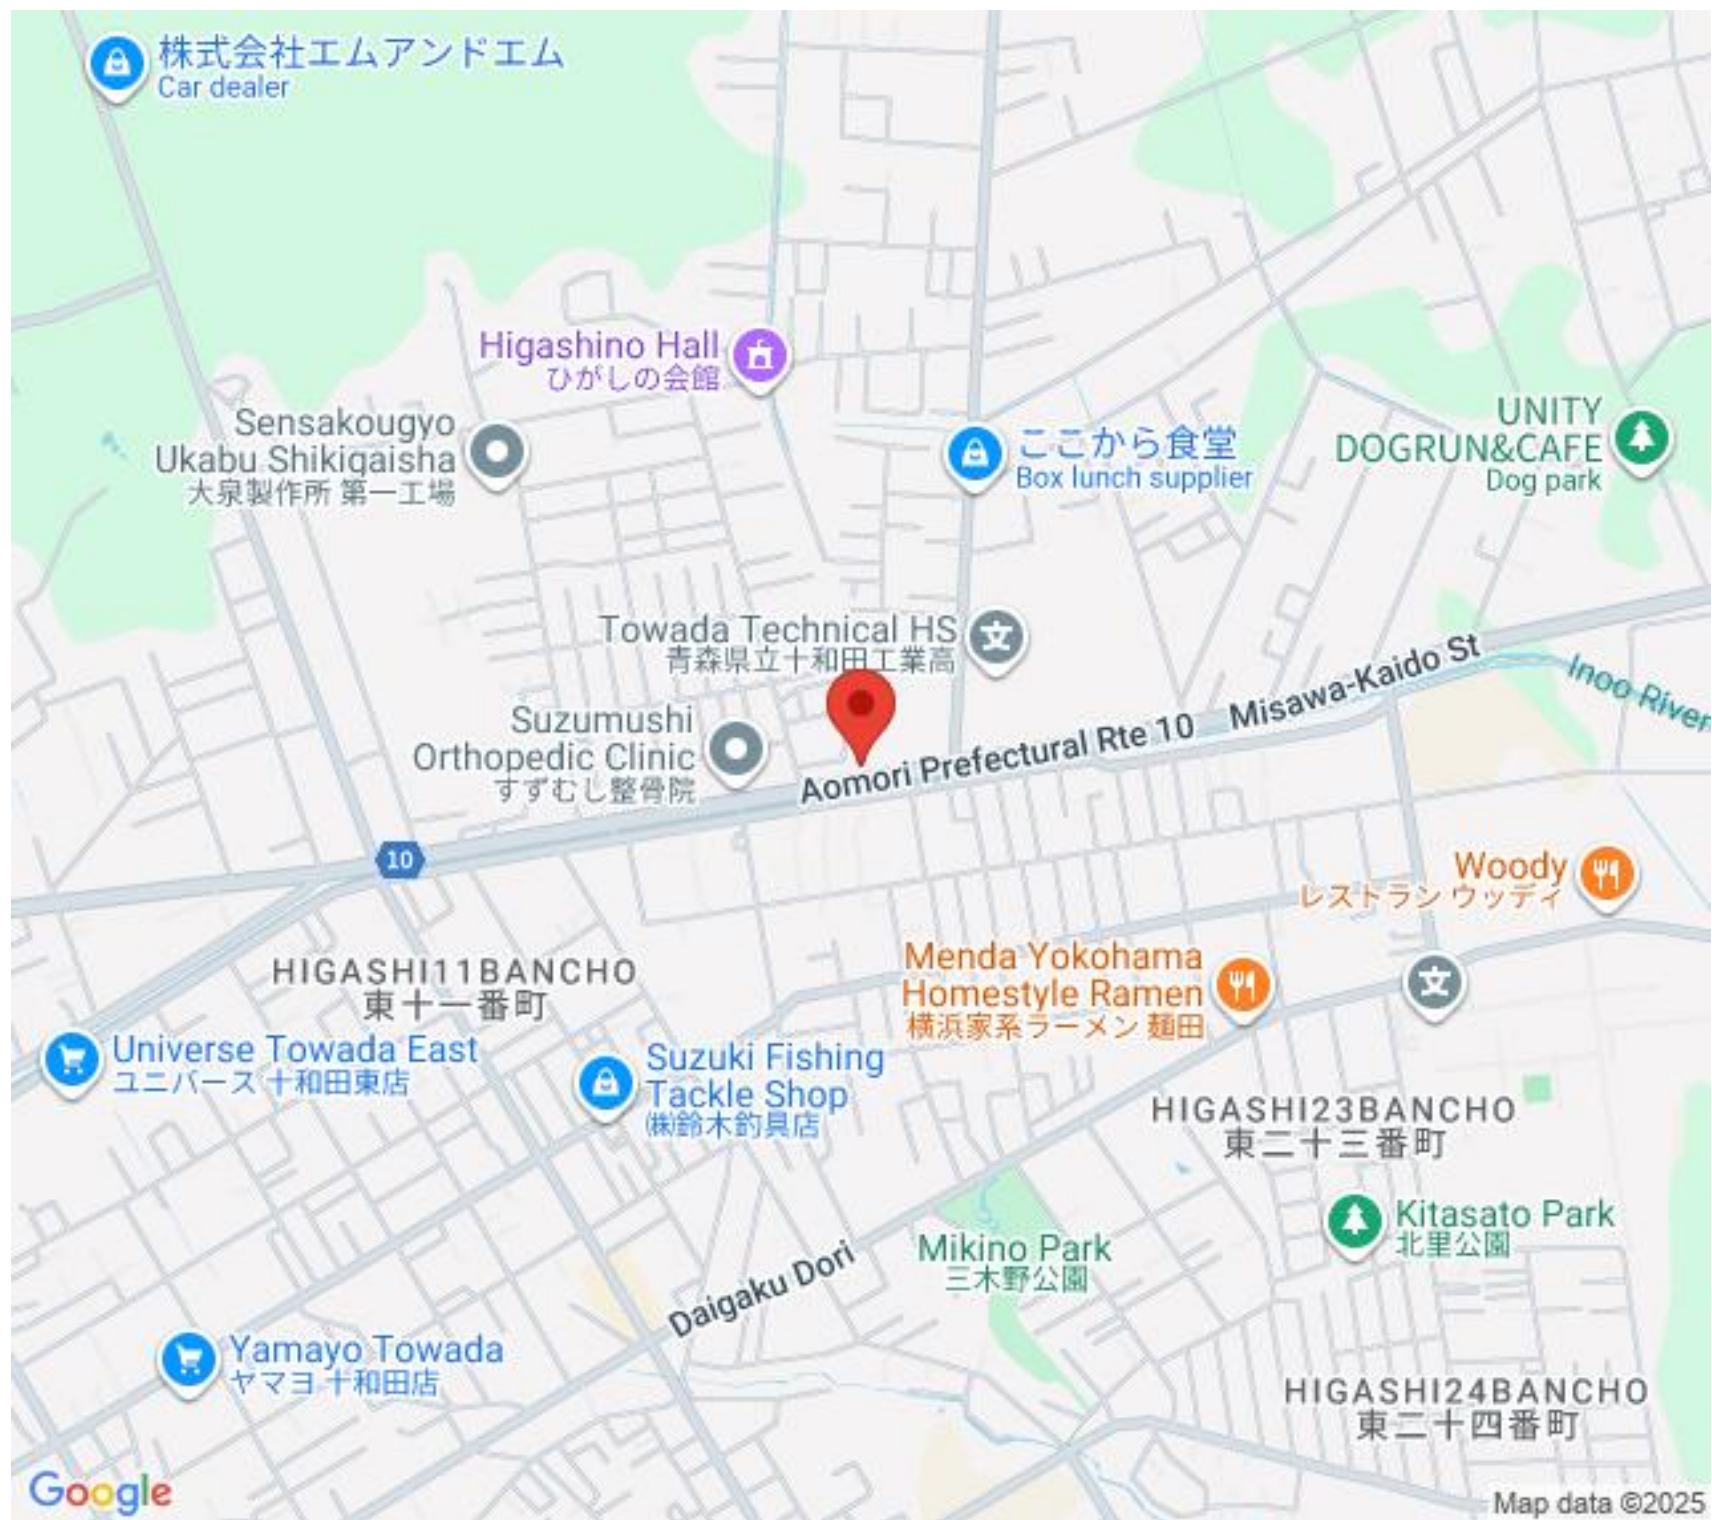 株式会社エムアンドエム
Car dealer
Higashino Hall
ひがしの会館
Sensakougyo
Ukabu Shikigaisha
大泉製作所 第一工場
ここから食堂
Box lunch supplier
UNITY
DOGRUN&CAFE
Dog park
Towada Technical HS
青森県立十和田工業高
Suzumushi
Orthopedic Clinic
すずむし整骨院
Aomori Prefectural Rte 10
Misawa-Kaido St
Inoo River
10
Woody
レストラン ウッディ
HIGASHI11BANCHO
東十一番町
Menda Yokohama
Homestyle Ramen
横浜家系ラーメン 麺田
文
文
Universe Towada East
ユニバース 十和田東店
Suzuki Fishing
Tackle Shop
㈱鈴木釣具店
HIGASHI23BANCHO
東二十三番町
Kitasato Park
北里公園
Mikino Park
三木野公園
Daigaku Dori
Yamayo Towada
ヤマヨ 十和田店
HIGASHI24BANCHO
東二十四番町
Google
Map data ©2025